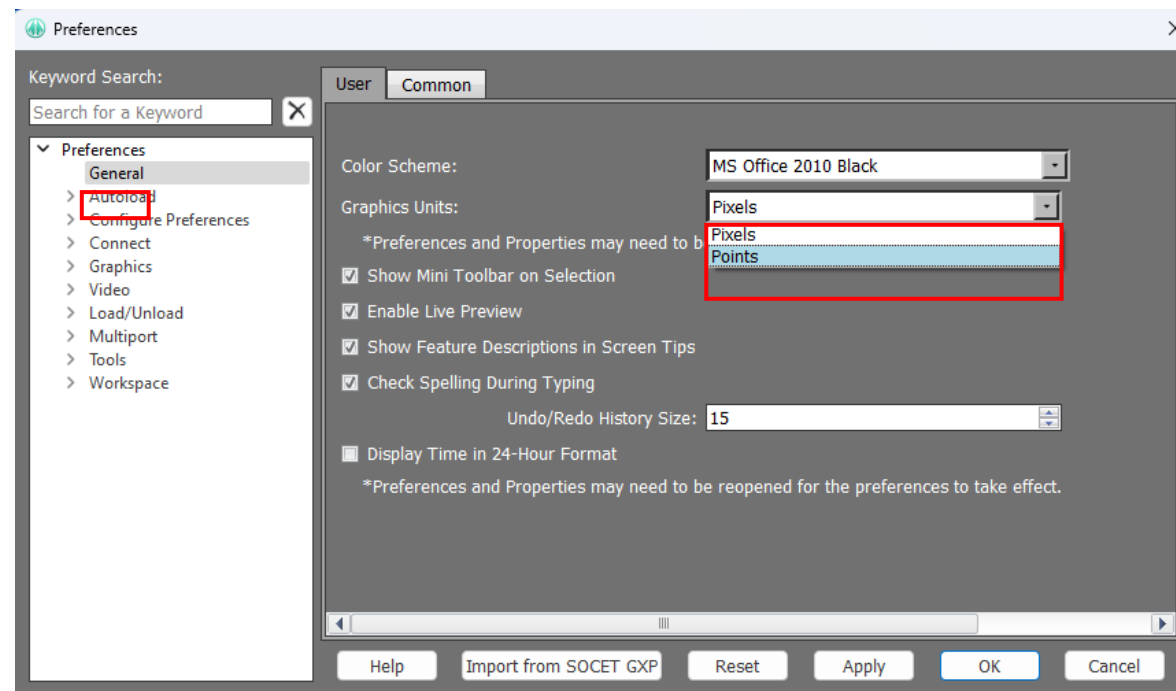 Preferences
Keyword Search:
Search for a Keyword
Preferences
General
Autoload
Configure Preferences
Connect
Graphics
Video
Load/Unload
Multiport
Tools
Workspace
User Common
Color Scheme: MS Office 2010 Black
Graphics Units: Pixels
Pixels
*Preferences and Properties may need to b
Points
Show Mini Toolbar on Selection
Enable Live Preview
Show Feature Descriptions in Screen Tips
Check Spelling During Typing
Undo/Redo History Size: 15
Display Time in 24-Hour Format
*Preferences and Properties may need to be reopened for the preferences to take effect.
Help Import from SOCET GXP Reset Apply OK Cancel